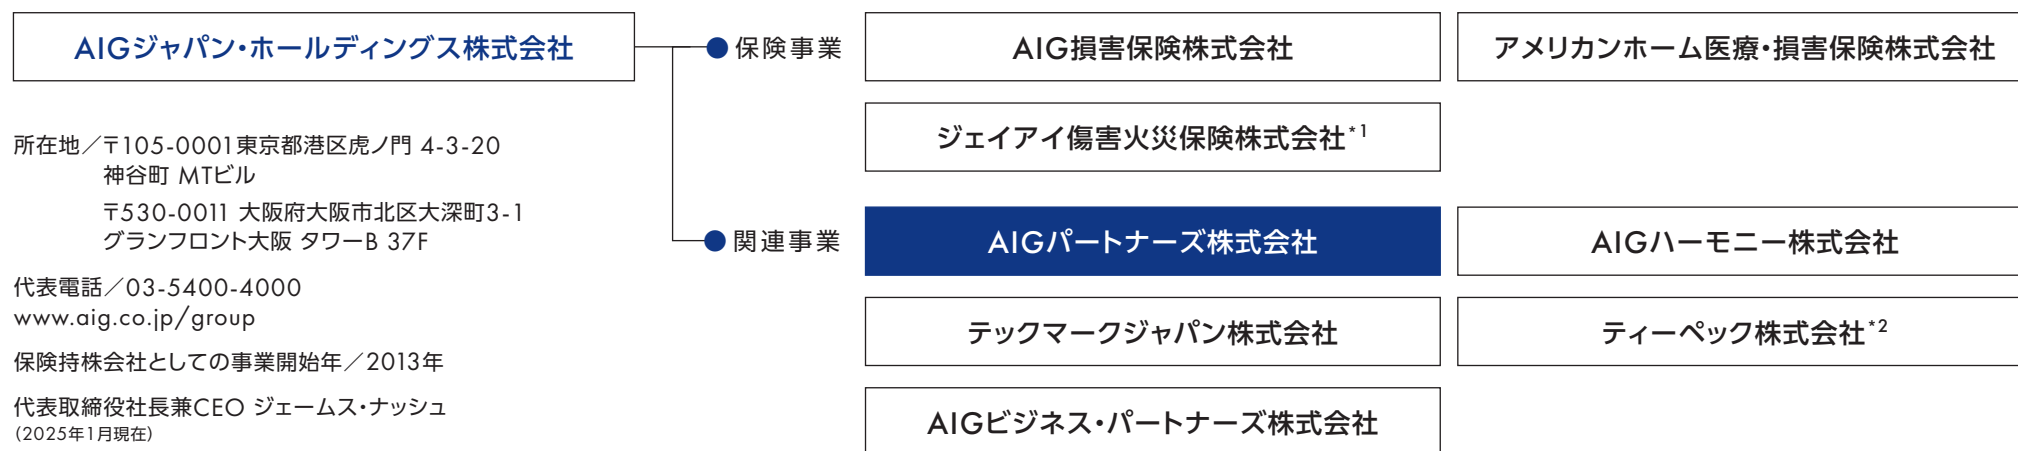 AIGジャパン・ホールディングス株式会社
所在地／〒105-0001東京都港区虎ノ門 4-3-20
神谷町 MTビル
〒530-0011 大阪府大阪市北区大深町3-1
グランフロント大阪 タワーB 37F
代表電話／03-5400-4000
www.aig.co.jp/group
保険持株会社としての事業開始年／2013年
代表取締役社長兼CEO ジェームス・ナッシュ
（2025年1月現在）
保険事業
AIG損害保険株式会社
アメリカンホーム医療・損害保険株式会社
ジェイアイ傷害火災保険株式会社*1
関連事業
AIGパートナーズ株式会社
AIGハーモニー株式会社
テックマークジャパン株式会社
ティーペック株式会社*2
AIGビジネス・パートナーズ株式会社